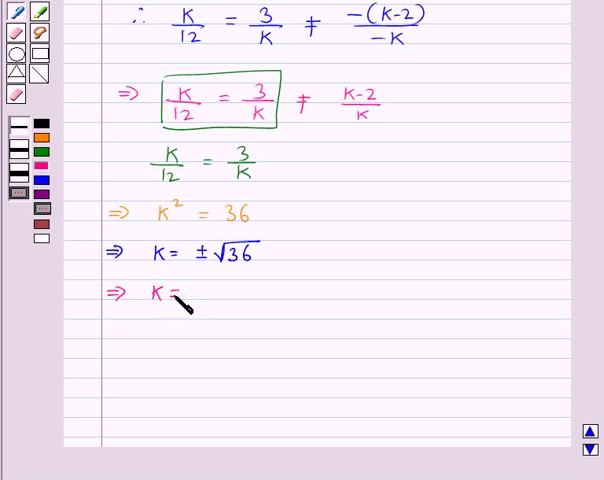 ∴ K/12 = 3/K ≠ -(K-2)/-K
⇒ K/12 = 3/K ≠ K-2/K
K/12 = 3/K
⇒ K² = 36
⇒ K = ±√36
⇒ K =